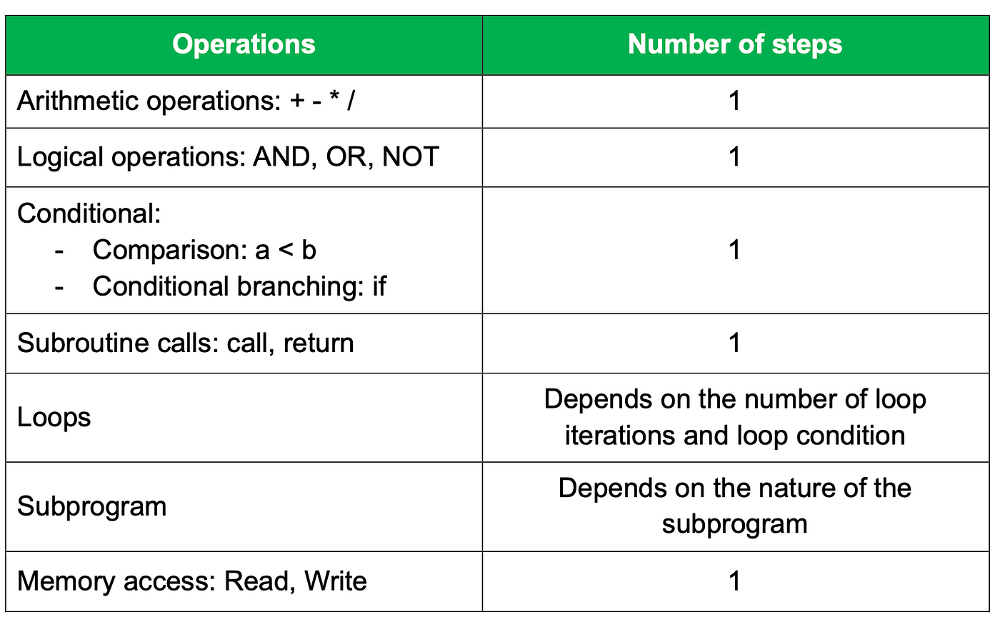 Operations
Number of steps
Arithmetic operations: + - * /
1
Logical operations: AND, OR, NOT
1
Conditional:
- Comparison: a < b
- Conditional branching: if
1
Subroutine calls: call, return
1
Loops
Depends on the number of loop
iterations and loop condition
Subprogram
Depends on the nature of the
subprogram
Memory access: Read, Write
1